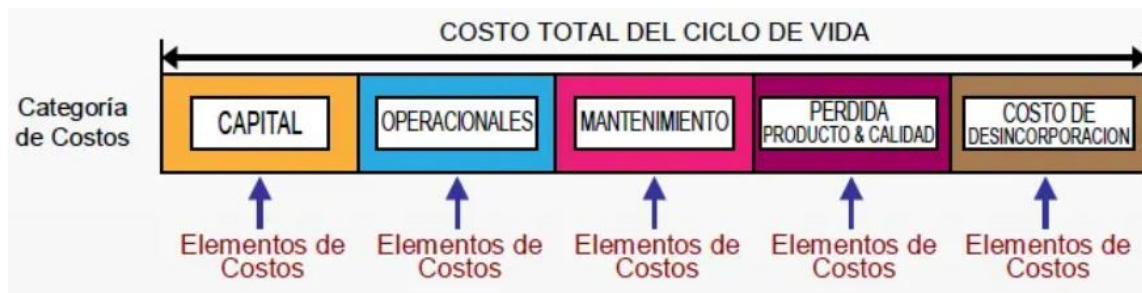 COSTO TOTAL DEL CICLO DE VIDA
Categoría
de Costos
CAPITAL
OPERACIONALES
MANTENIMIENTO
PERDIDA
PRODUCTO & CALIDAD
COSTO DE
DESINCORPORACION
Elementos de
Costos
Elementos de
Costos
Elementos de
Costos
Elementos de
Costos
Elementos de
Costos